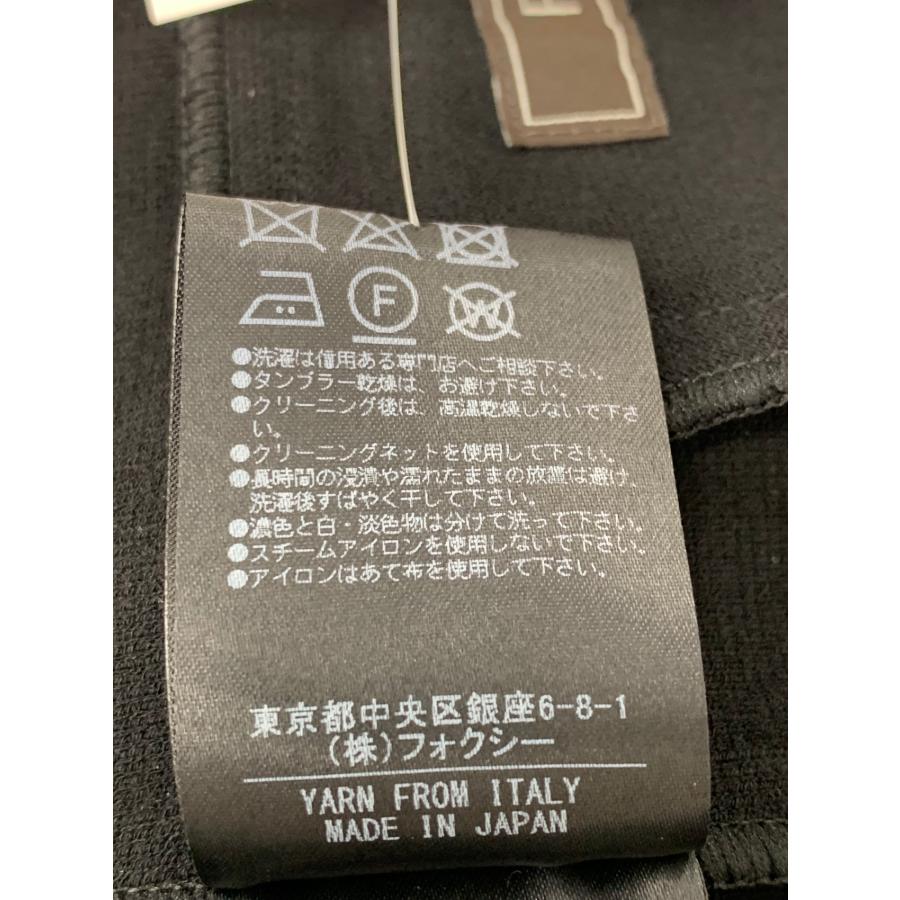 F
W
●洗濯は信用ある専門店へご相談下さい。
●タンブラー乾燥は、お避け下さい。
●クリーニング後は、高温乾燥しないで下さ
い。
●クリーニングネットを使用して下さい。
●長時間の浸漬や濡れたままの放置は避け、
洗濯後すばやく干して下さい。
●濃色と白・淡色物は分けて洗って下さい。
●スチームアイロンを使用しないで下さい。
●アイロンはあて布を使用して下さい。
東京都中央区銀座6-8-1
(株)フォクシー
YARN FROM ITALY
MADE IN JAPAN